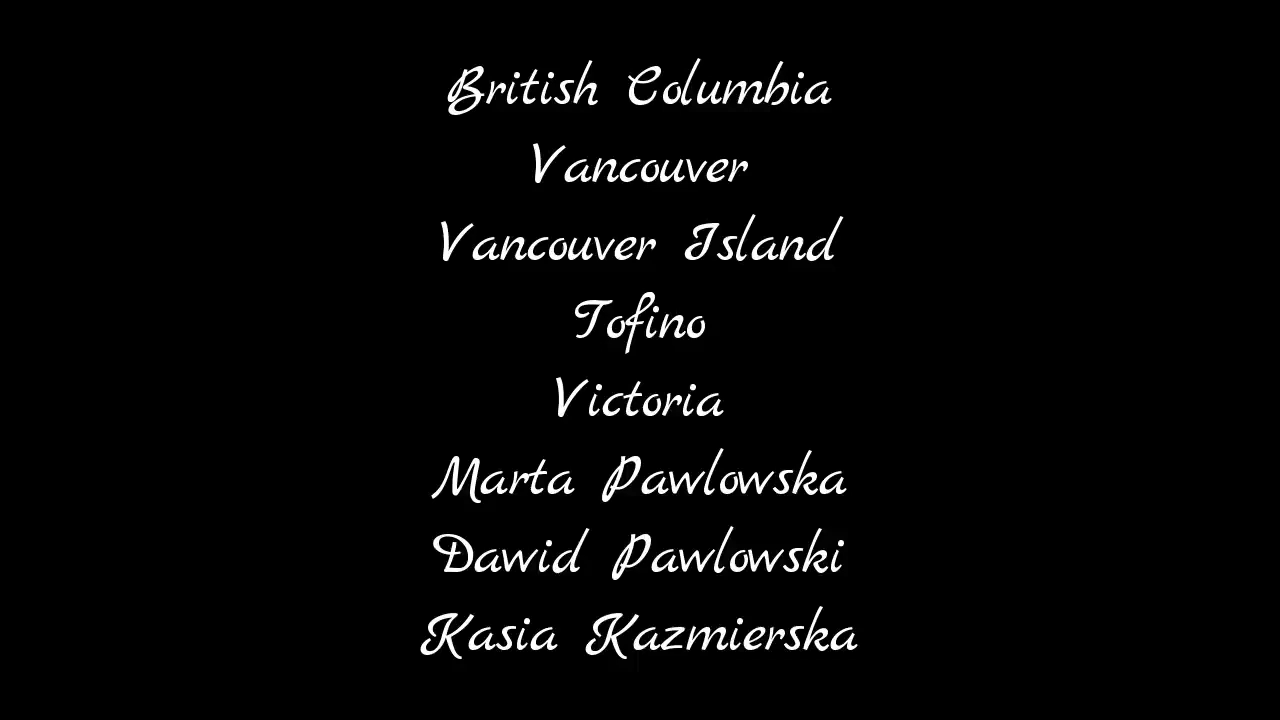 British Columbia
Vancouver
Vancouver Island
Tofino
Victoria
Marta Pawlowska
Dawid Pawlowski
Kasia Kazmierska